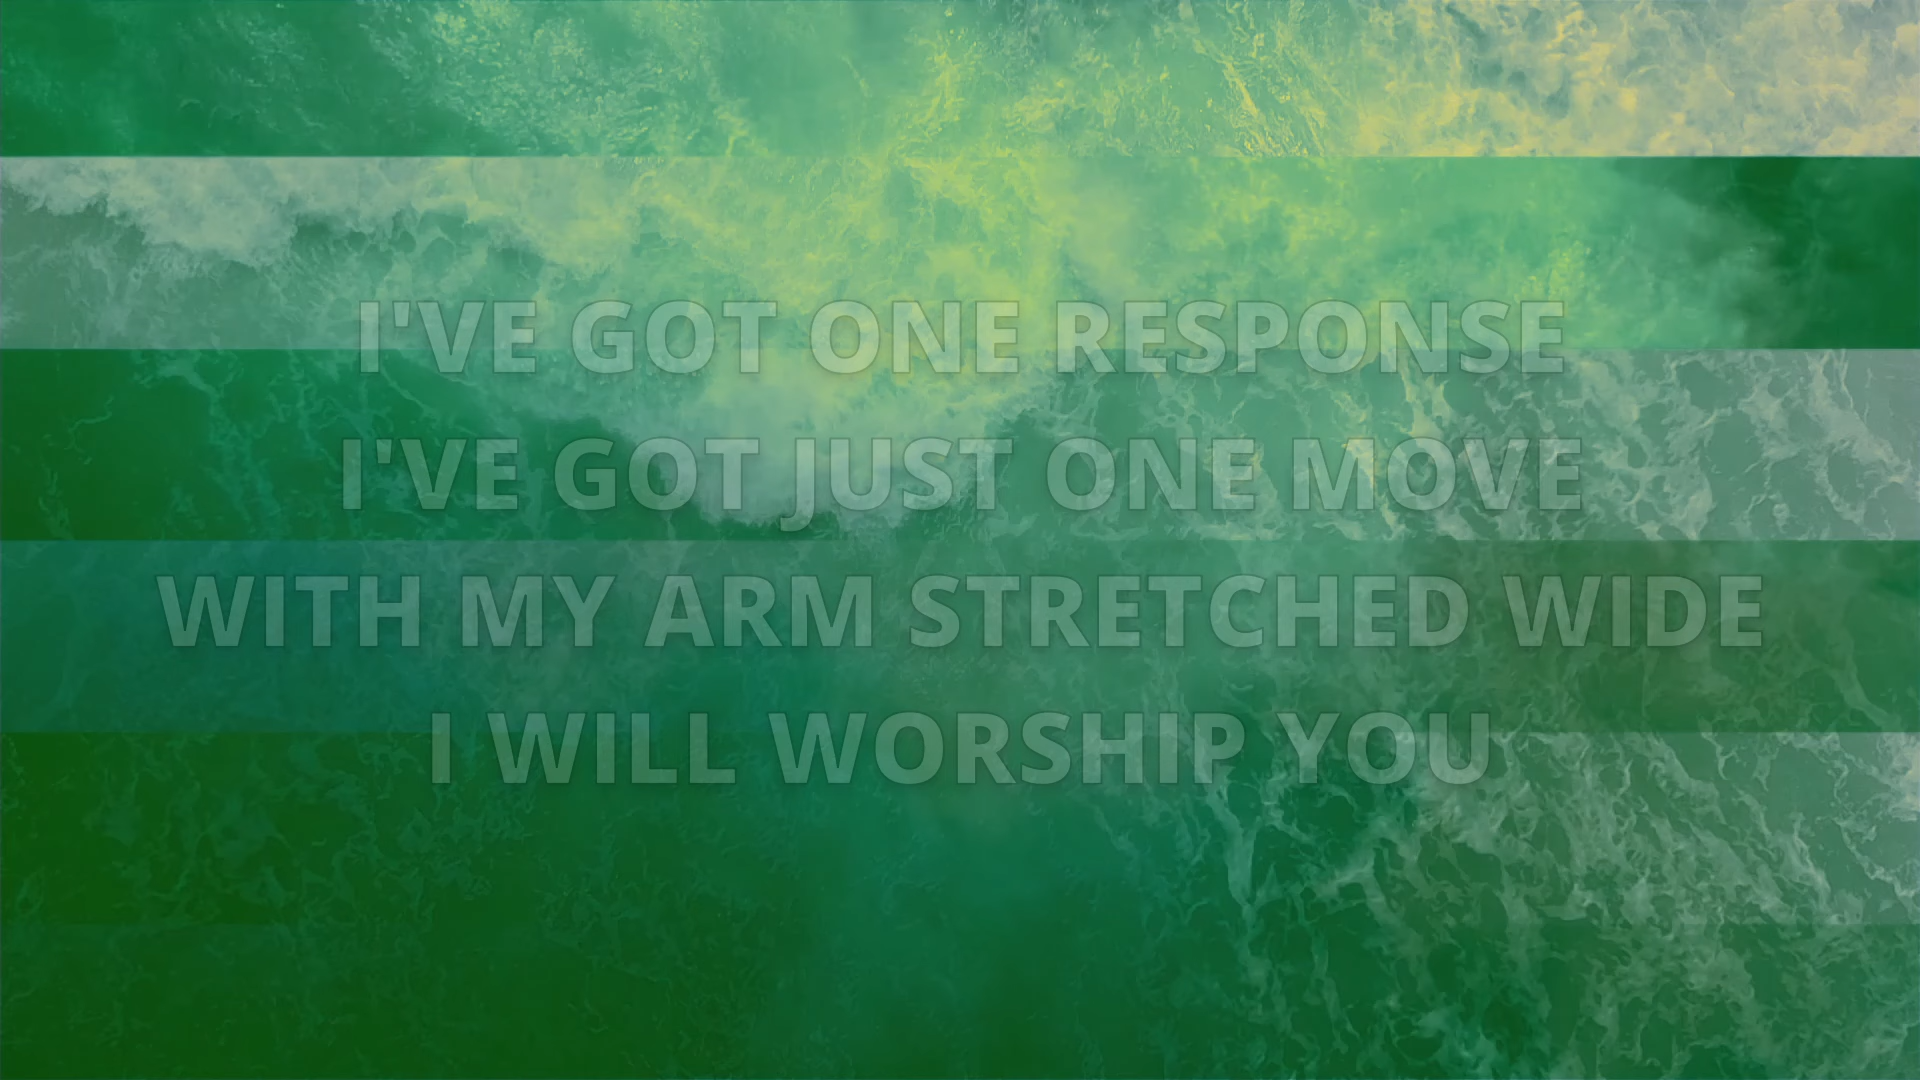 I'VE GOT ONE RESPONSE
I'VE GOT JUST ONE MOVE
WITH MY ARM STRETCHED WIDE
I WILL WORSHIP YOU